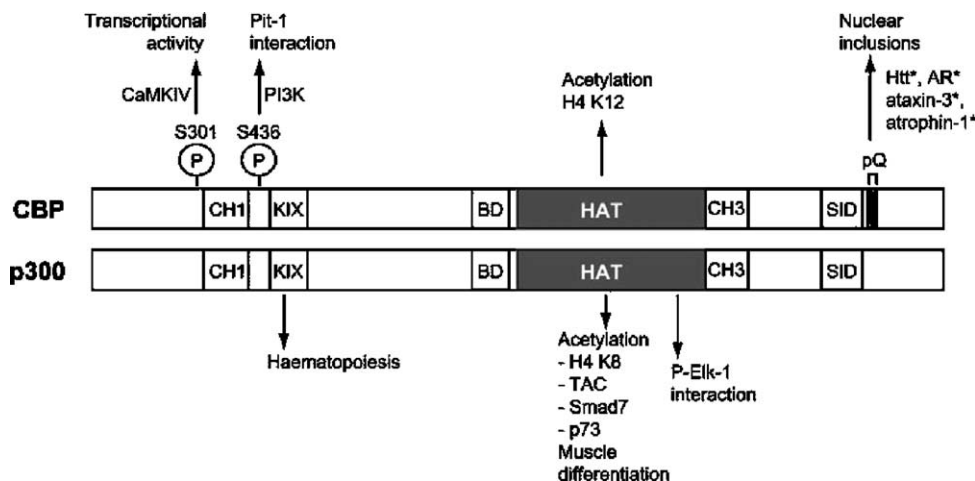 Transcriptional
activity
Pit-1
interaction
Nuclear
inclusions
CaMKIV
PI3K
Acetylation
H4 K12
Htt*, AR*
ataxin-3*,
atrophin-1*
S301
S436
P
P
pQ
CBP
CH1
KIX
BD
HAT
CH3
SID
p300
CH1
KIX
BD
HAT
CH3
SID
Haematopoiesis
Acetylation
- H4 K8
- TAC
- Smad7
- p73
Muscle
differentiation
P-Elk-1
interaction